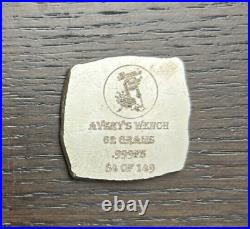 AVERY'S WENCH
62 GRAMS
.999FS
64 OF 149